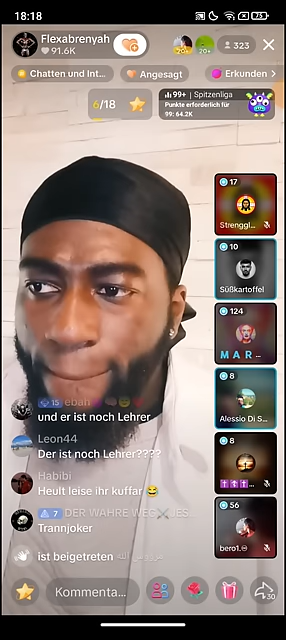 18:18
73
Flexabrenyah
91.6K
20+
20+
323
Chatten und Int...
Angesagt
Erkunden
6/18
99+ | Spitzenliga
Punkte erforderlich für
99: 64.2K
17
Strenggl...
10
Süßkartoffel
124
M A R ...
8
Alessio Di S...
8
56
bero1.
15
und er ist noch Lehrer
Leon44
Der ist noch Lehrer????
Habibi
Heult leise ihr kuffar 😂
7 DER WAHRE WEG⚔JES...
Trannjoker
ist beigetreten
Kommenta...
30